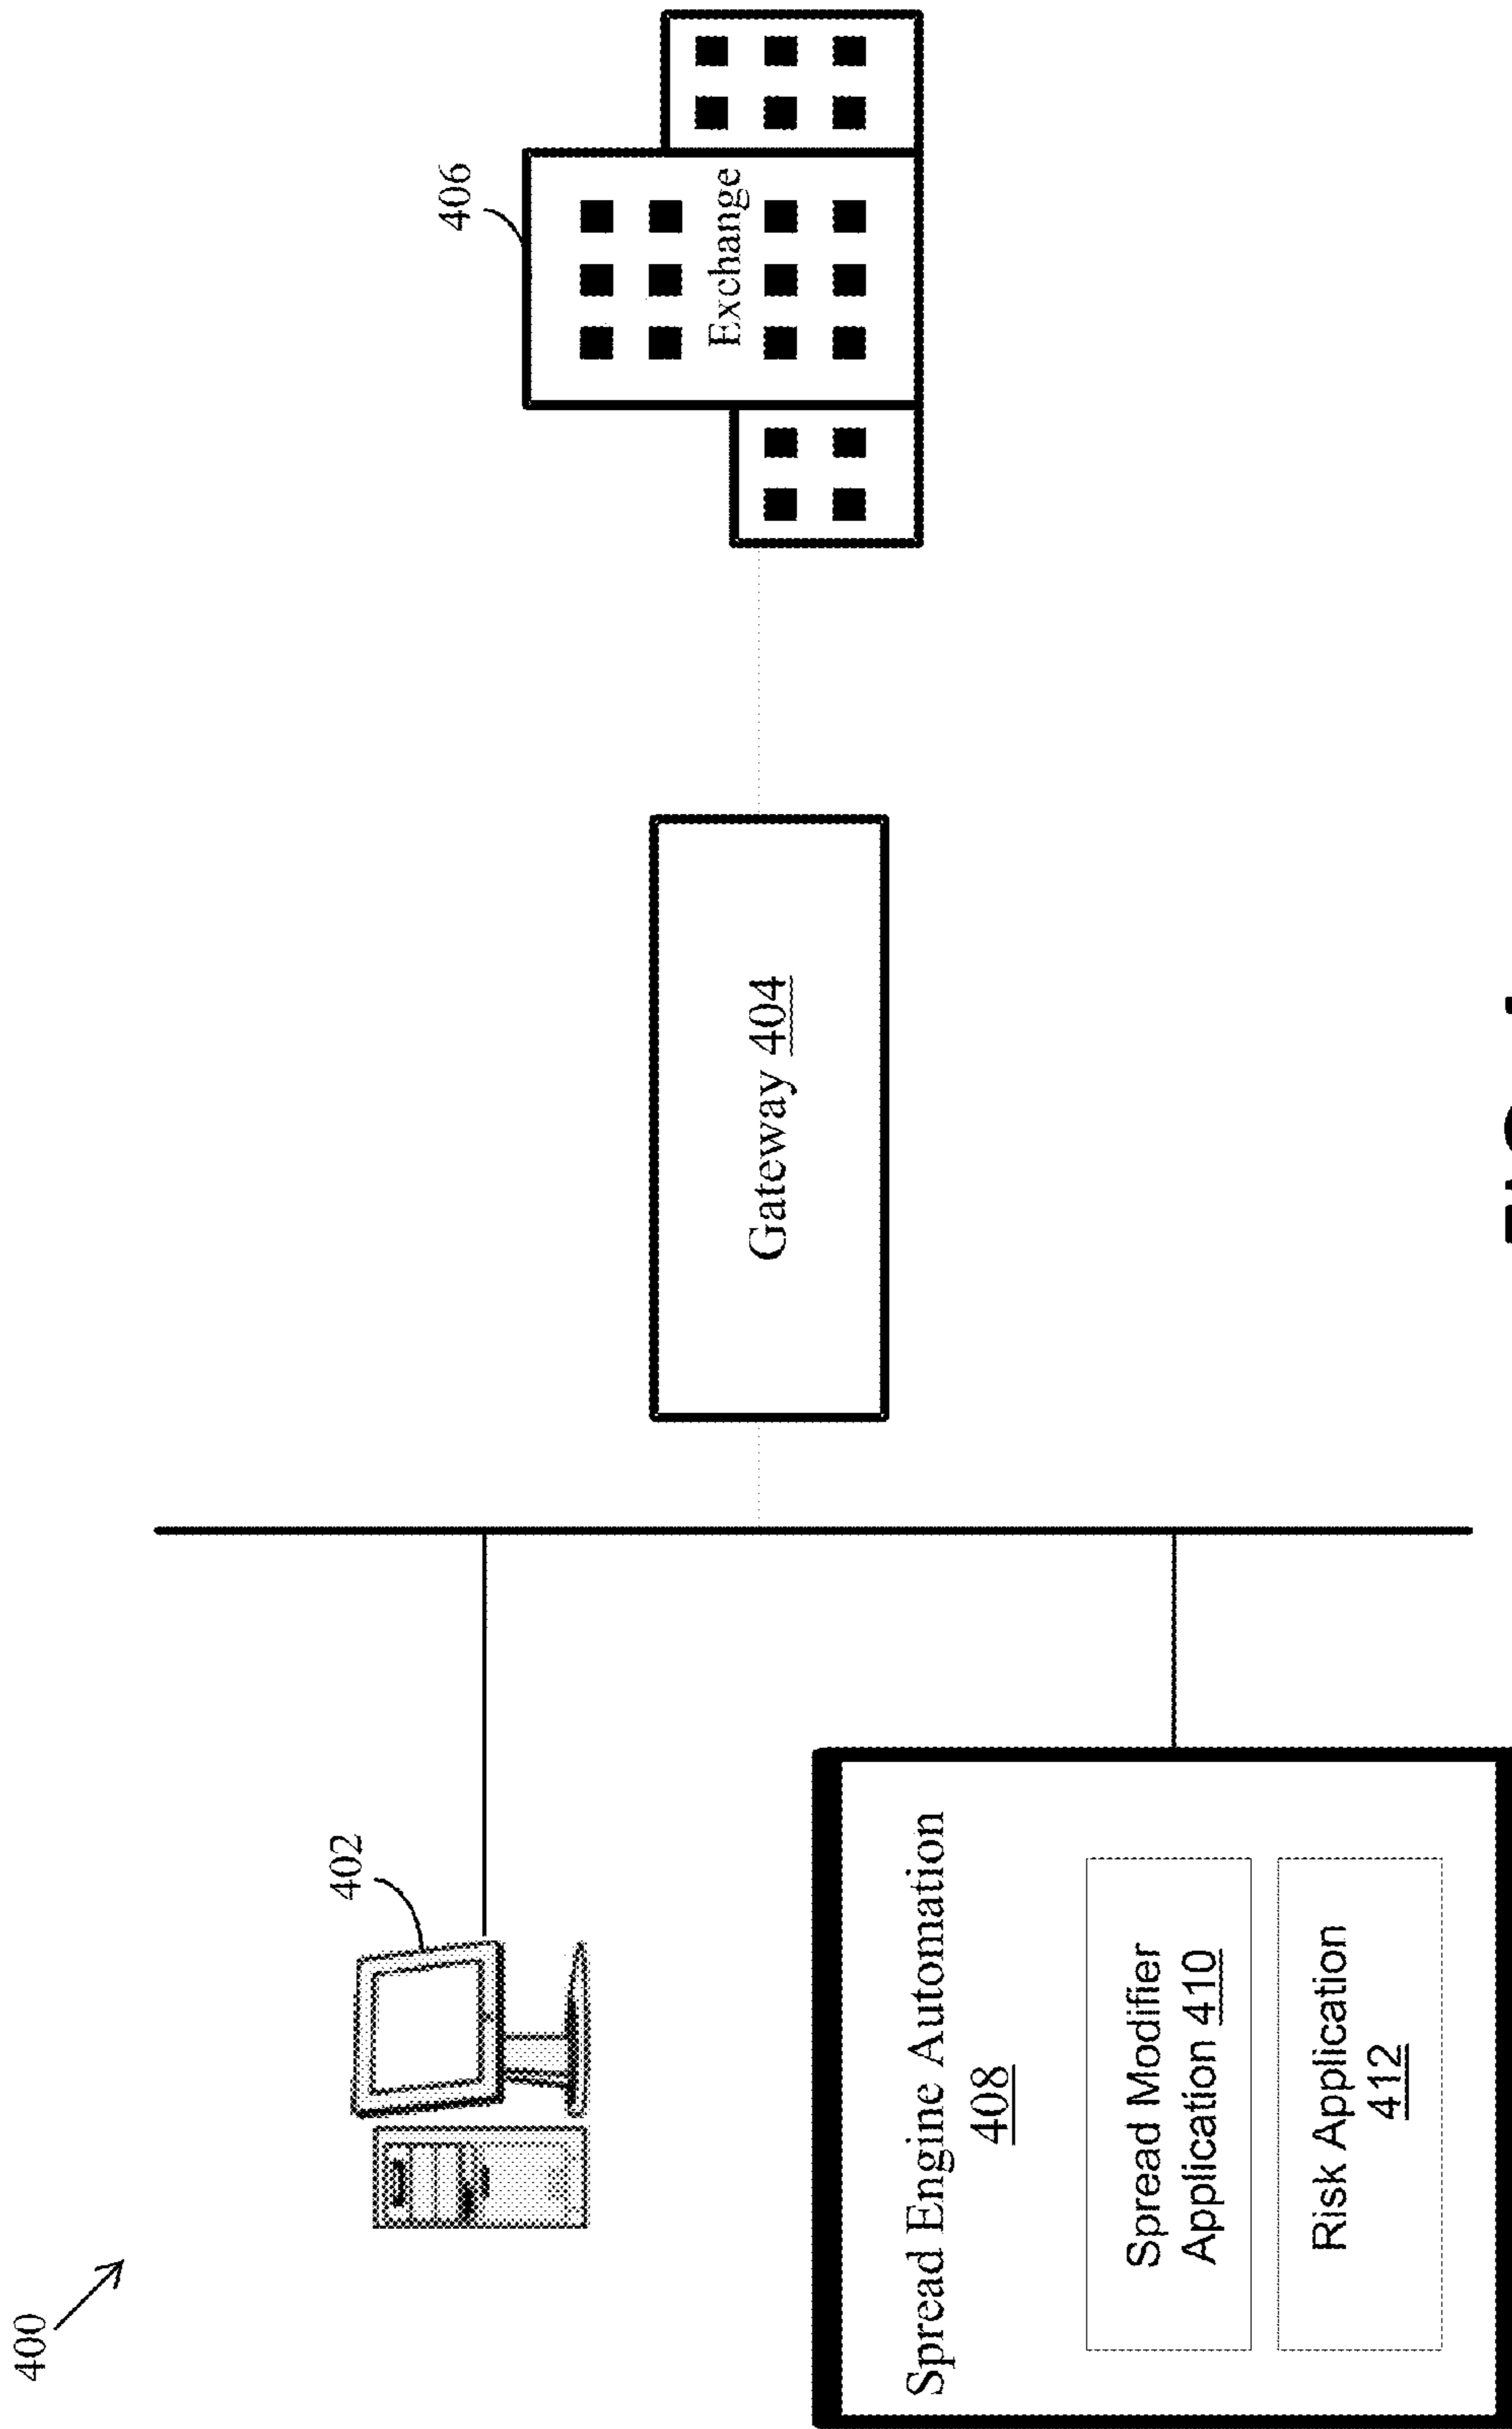 400
402
406
Exchange
Gateway 404
Spread Engine Automation
408
Spread Modifier
Application 410
Risk Application
412